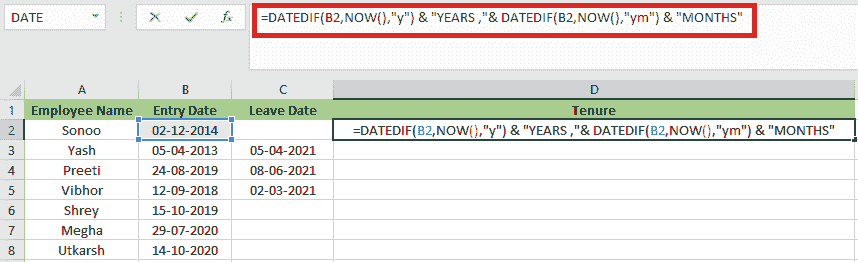 DATE =DATEDIF(B2,NOW(),"y") & "YEARS ,"& DATEDIF(B2,NOW(),"ym") & "MONTHS"
A B C D
1 Employee Name Entry Date Leave Date Tenure
2 Sonoo 02-12-2014 =DATEDIF(B2,NOW(),"y") & "YEARS ,"& DATEDIF(B2,NOW(),"ym") & "MONTHS"
3 Yash 05-04-2013 05-04-2021
4 Preeti 24-08-2019 08-06-2021
5 Vibhor 12-09-2018 02-03-2021
6 Shrey 15-10-2019
7 Megha 29-07-2020
8 Utkarsh 14-10-2020